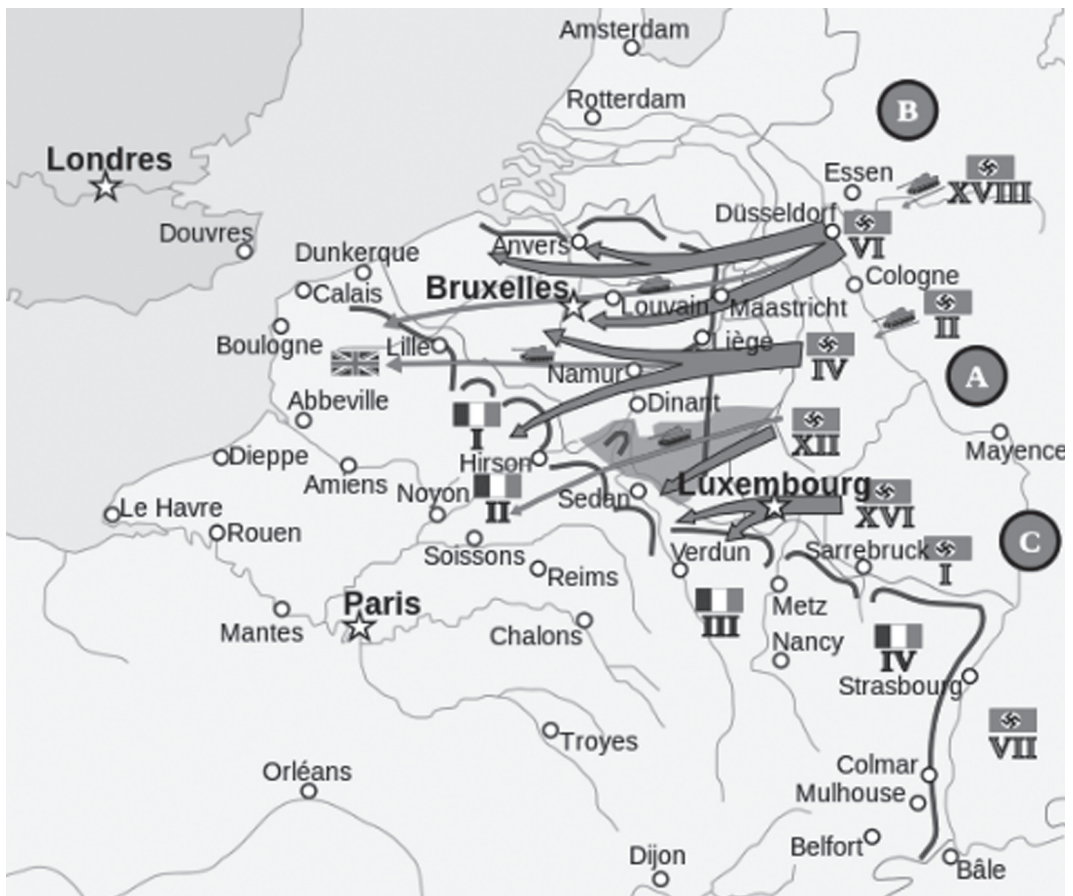 Amsterdam
Rotterdam
B
Londres
Essen
XVIII
Douvres
Düsseldorf
VI
Anvers
Dunkerque
Cologne
Calais
Bruxelles
Louvain
Maastricht
II
Boulogne
Lille
Liège
IV
Namur
A
Abbeville
Dinant
I
XII
Mayence
Dieppe
Hirson
Amiens
Noyon
II
Sedan
Luxembourg
XVI
Le Havre
Rouen
Soissons
Verdun
Sarrebruck
I
C
Reims
Paris
Metz
III
Mantes
Chalons
Nancy
IV
Strasbourg
Troyes
VII
Orléans
Colmar
Mulhouse
Belfort
Dijon
Bâle